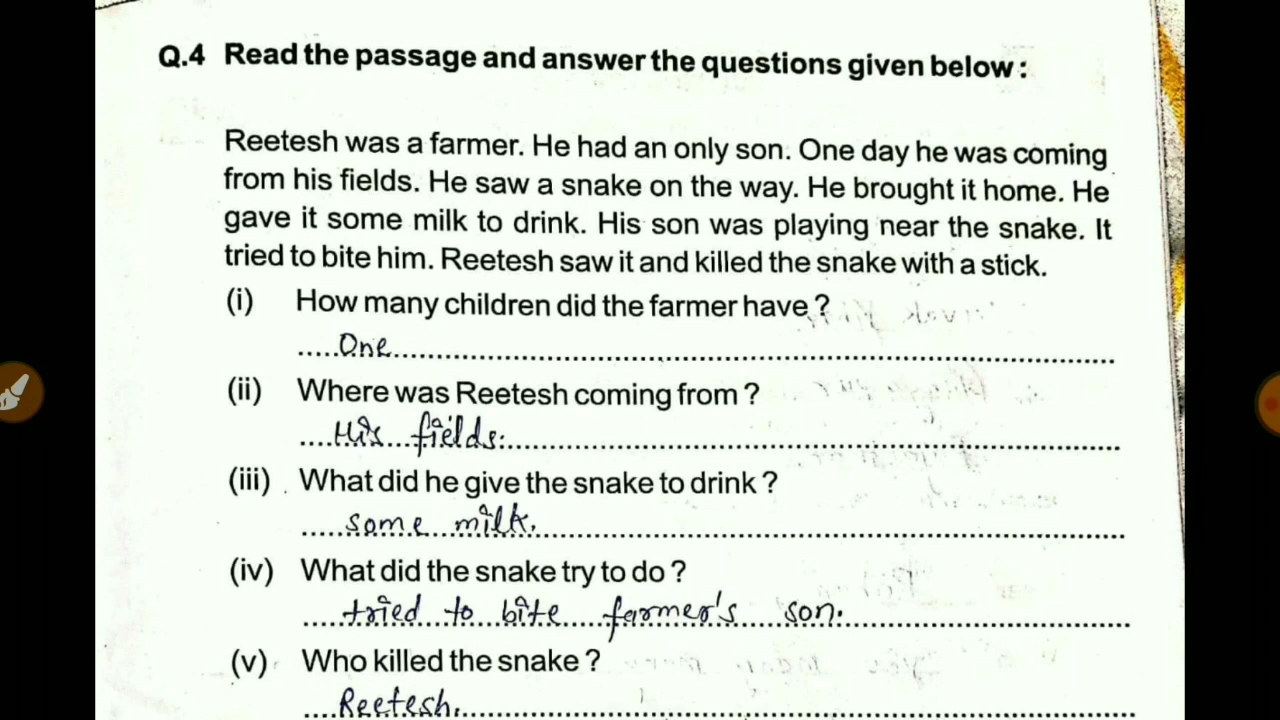 Q.4 Read the passage and answer the questions given below :
Reetesh was a farmer. He had an only son. One day he was coming
from his fields. He saw a snake on the way. He brought it home. He
gave it some milk to drink. His son was playing near the snake. It
tried to bite him. Reetesh saw it and killed the snake with a stick.
(i) How many children did the farmer have ?
.....One......
(ii) Where was Reetesh coming from ?
....His...fields.......
(iii) What did he give the snake to drink ?
.....some...milk.......
(iv) What did the snake try to do ?
.....tried...to...bite.....farmer's.....son.......
(v) Who killed the snake ?
....Reetesh.......